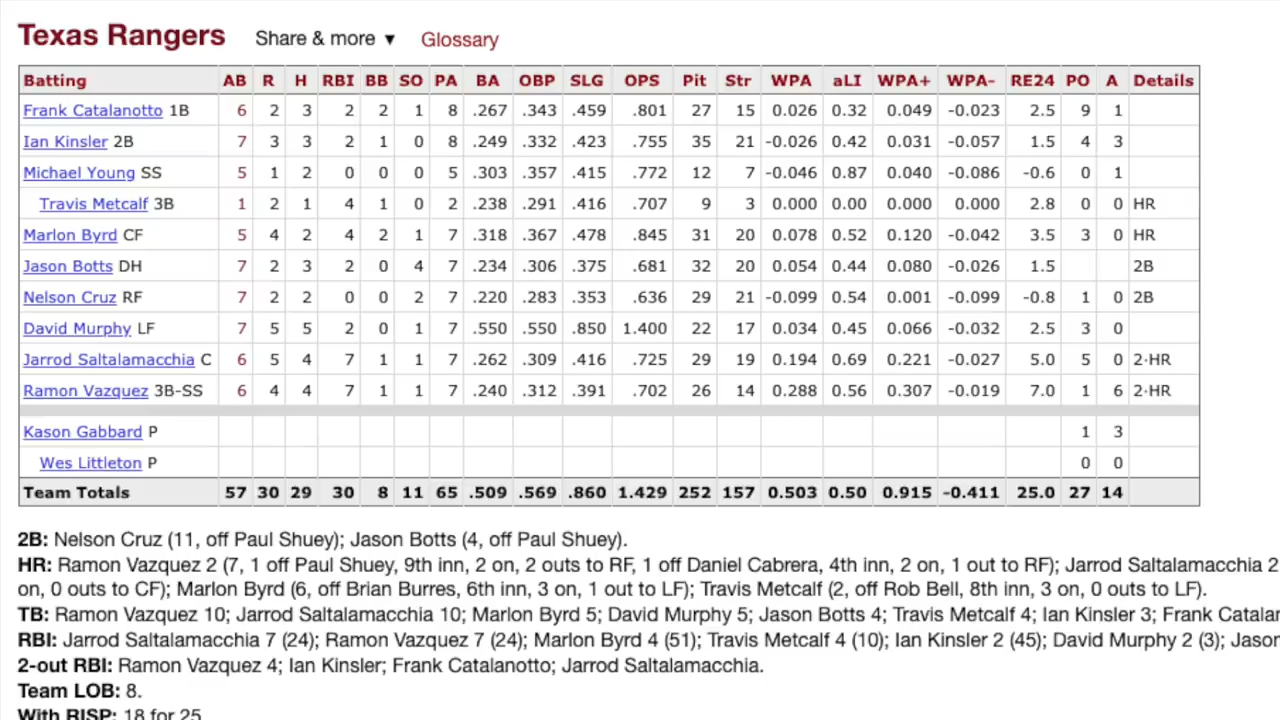 Texas Rangers Share & more ▼ Glossary
Batting AB R H RBI BB SO PA BA OBP SLG OPS Pit Str WPA aLI WPA+ WPA- RE24 PO A Details
Frank Catalanotto 1B 6 2 3 2 2 1 8 .267 .343 .459 .801 27 15 0.026 0.32 0.049 -0.023 2.5 9 1
Ian Kinsler 2B 7 3 3 2 1 0 8 .249 .332 .423 .755 35 21 -0.026 0.42 0.031 -0.057 1.5 4 3
Michael Young SS 5 1 2 0 0 0 5 .303 .357 .415 .772 12 7 -0.046 0.87 0.040 -0.086 -0.6 0 1
Travis Metcalf 3B 1 2 1 4 1 0 2 .238 .291 .416 .707 9 3 0.000 0.00 0.000 0.000 2.8 0 0 HR
Marlon Byrd CF 5 4 2 4 2 1 7 .318 .367 .478 .845 31 20 0.078 0.52 0.120 -0.042 3.5 3 0 HR
Jason Botts DH 7 2 3 2 0 4 7 .234 .306 .375 .681 32 20 0.054 0.44 0.080 -0.026 1.5 2B
Nelson Cruz RF 7 2 2 0 0 2 7 .220 .283 .353 .636 29 21 -0.099 0.54 0.001 -0.099 -0.8 1 0 2B
David Murphy LF 7 5 5 2 0 1 7 .550 .550 .850 1.400 22 17 0.034 0.45 0.066 -0.032 2.5 3 0
Jarrod Saltalamacchia C 6 5 4 7 1 1 7 .262 .309 .416 .725 29 19 0.194 0.69 0.221 -0.027 5.0 5 0 2·HR
Ramon Vazquez 3B-SS 6 4 4 7 1 1 7 .240 .312 .391 .702 26 14 0.288 0.56 0.307 -0.019 7.0 1 6 2·HR
Kason Gabbard P 1 3
Wes Littleton P 0 0
Team Totals 57 30 29 30 8 11 65 .509 .569 .860 1.429 252 157 0.503 0.50 0.915 -0.411 25.0 27 14
2B: Nelson Cruz (11, off Paul Shuey); Jason Botts (4, off Paul Shuey).
HR: Ramon Vazquez 2 (7, 1 off Paul Shuey, 9th inn, 2 on, 2 outs to RF, 1 off Daniel Cabrera, 4th inn, 2 on, 1 out to RF); Jarrod Saltalamacchia 2
on, 0 outs to CF); Marlon Byrd (6, off Brian Burres, 6th inn, 3 on, 1 out to LF); Travis Metcalf (2, off Rob Bell, 8th inn, 3 on, 0 outs to LF).
TB: Ramon Vazquez 10; Jarrod Saltalamacchia 10; Marlon Byrd 5; David Murphy 5; Jason Botts 4; Travis Metcalf 4; Ian Kinsler 3; Frank Catalan
RBI: Jarrod Saltalamacchia 7 (24); Ramon Vazquez 7 (24); Marlon Byrd 4 (51); Travis Metcalf 4 (10); Ian Kinsler 2 (45); David Murphy 2 (3); Jason
2-out RBI: Ramon Vazquez 4; Ian Kinsler; Frank Catalanotto; Jarrod Saltalamacchia.
Team LOB: 8.
With RISP: 18 for 25.